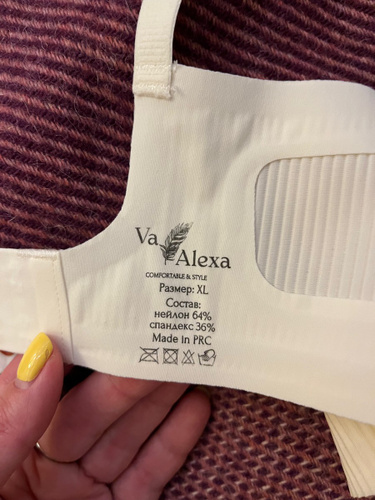 Va
Alexa
COMFORTABLE & STYLE
Размер: XL
Состав:
нейлон 64%
спандекс 36%
Made in PRC